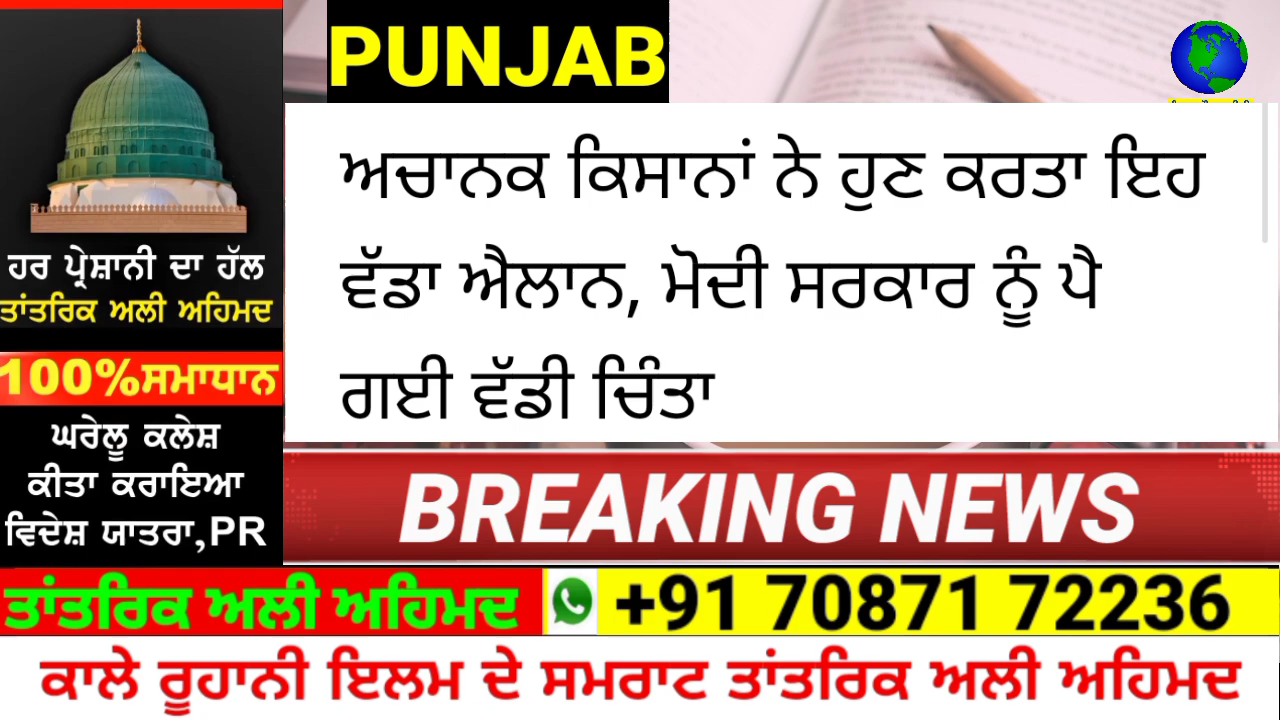 PUNJAB
ਅਚਾਨਕ ਕਿਸਾਨਾਂ ਨੇ ਹੁਣ ਕਰਤਾ ਇਹ
ਵੱਡਾ ਐਲਾਨ, ਮੋਦੀ ਸਰਕਾਰ ਨੂੰ ਪੈ
ਗਈ ਵੱਡੀ ਚਿੰਤਾ
BREAKING NEWS
ਹਰ ਪ੍ਰੇਸ਼ਾਨੀ ਦਾ ਹੱਲ
ਤਾਂਤਰਿਕ ਅਲੀ ਅਹਿਮਦ
100%ਸਮਾਧਾਨ
ਘਰੇਲੂ ਕਲੇਸ਼
ਕੀਤਾ ਕਰਾਇਆ
ਵਿਦੇਸ਼ ਯਾਤਰਾ,PR
ਤਾਂਤਰਿਕ ਅਲੀ ਅਹਿਮਦ +91 70871 72236
ਕਾਲੇ ਰੂਹਾਨੀ ਇਲਮ ਦੇ ਸਮਰਾਟ ਤਾਂਤਰਿਕ ਅਲੀ ਅਹਿਮਦ